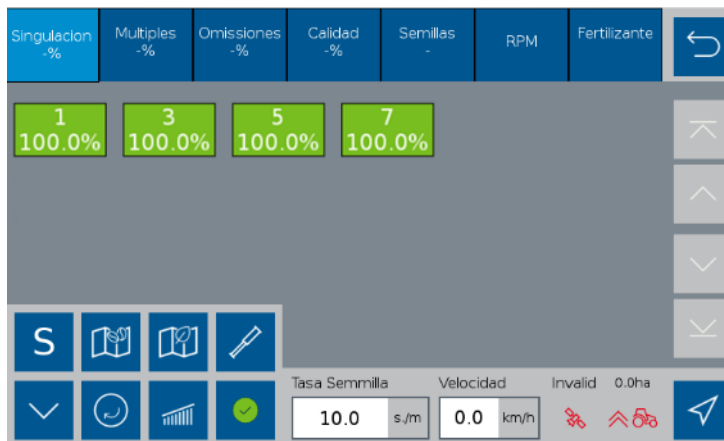 Singulacion
-%
Multiples
-%
Omissiones
-%
Calidad
-%
Semillas
-
RPM
Fertilizante
1
100.0%
3
100.0%
5
100.0%
7
100.0%
S
Tasa Semmilla
10.0 s./m
Velocidad
0.0 km/h
Invalid 0.0ha